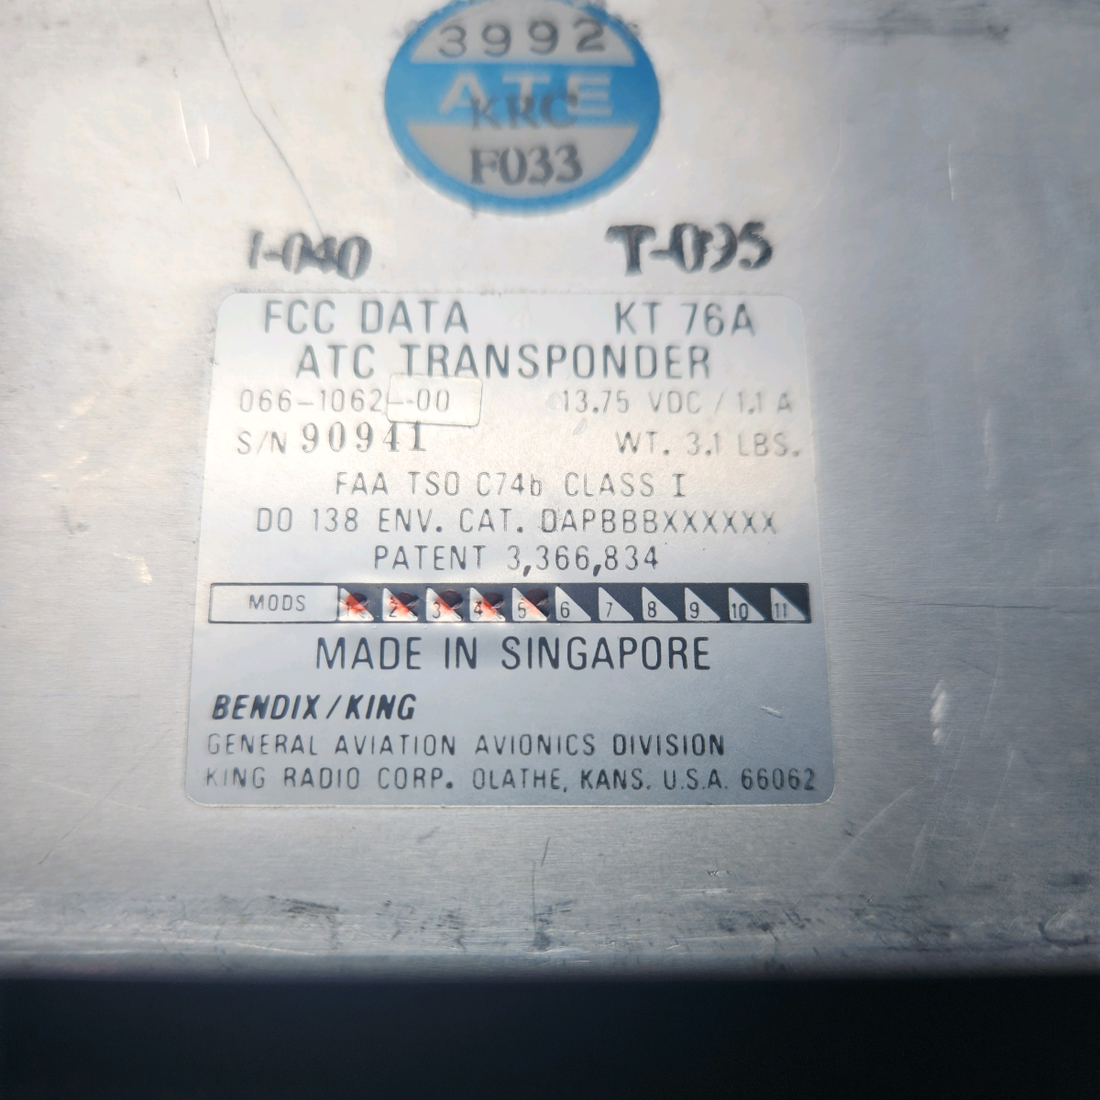 3992
ATE
KRC
F033
1-040 T-035
FCC DATA KT 76A
ATC TRANSPONDER
066-1062-00 13.75 VDC / 1.1 A
S/N 90941 WT. 3.1 LBS.
FAA TSO C74b CLASS I
DO 138 ENV. CAT. DAPBBBXXXXXX
PATENT 3,366,834
MODS 1 2 3 4 5 6 7 8 9 10 11
MADE IN SINGAPORE
BENDIX/KING
GENERAL AVIATION AVIONICS DIVISION
KING RADIO CORP. OLATHE, KANS. U.S.A. 66062